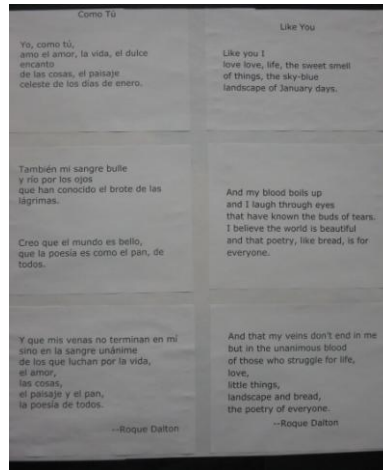 Como Tú
Yo, como tú,
amo el amor, la vida, el dulce
encanto
de las cosas, el paisaje
celeste de los días de enero.
También mi sangre bulle
y río por los ojos
que han conocido el brote de las
lágrimas.
Creo que el mundo es bello,
que la poesía es como el pan, de
todos.
Y que mis venas no terminan en mí
sino en la sangre unánime
de los que luchan por la vida,
el amor,
las cosas,
el paisaje y el pan,
la poesía de todos.
--Roque Dalton
Like You
Like you I
love love, life, the sweet smell
of things, the sky-blue
landscape of January days.
And my blood boils up
and I laugh through eyes
that have known the buds of tears.
I believe the world is beautiful
and that poetry, like bread, is for
everyone.
And that my veins don't end in me
but in the unanimous blood
of those who struggle for life,
love,
little things,
landscape and bread,
the poetry of everyone.
--Roque Dalton